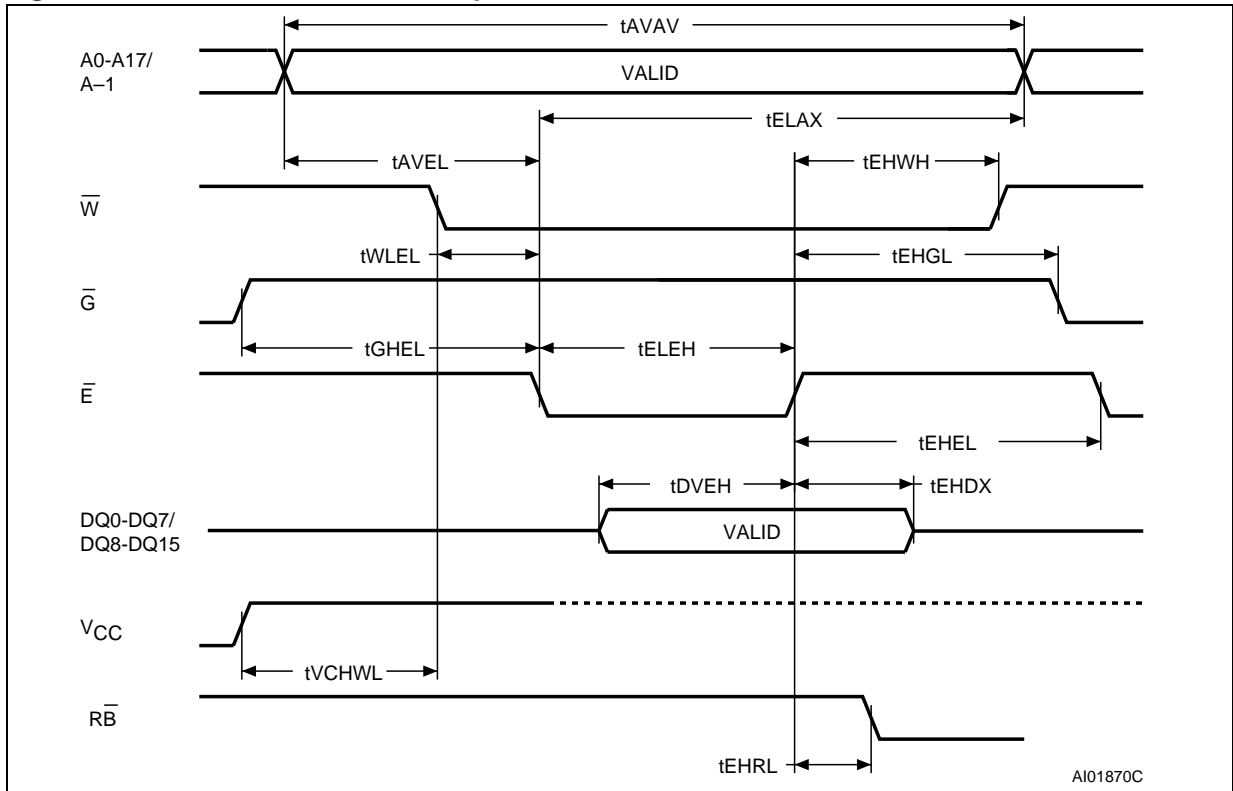 tAVAV
A0-A17/
A–1
VALID
tELAX
tAVEL
tEHWH
W̅
tWLEL
tEHGL
G̅
tGHEL
tELEH
E̅
tEHEL
tDVEH
tEHDX
DQ0-DQ7/
DQ8-DQ15
VALID
VCC
tVCHWL
RB̅
tEHRL
AI01870C